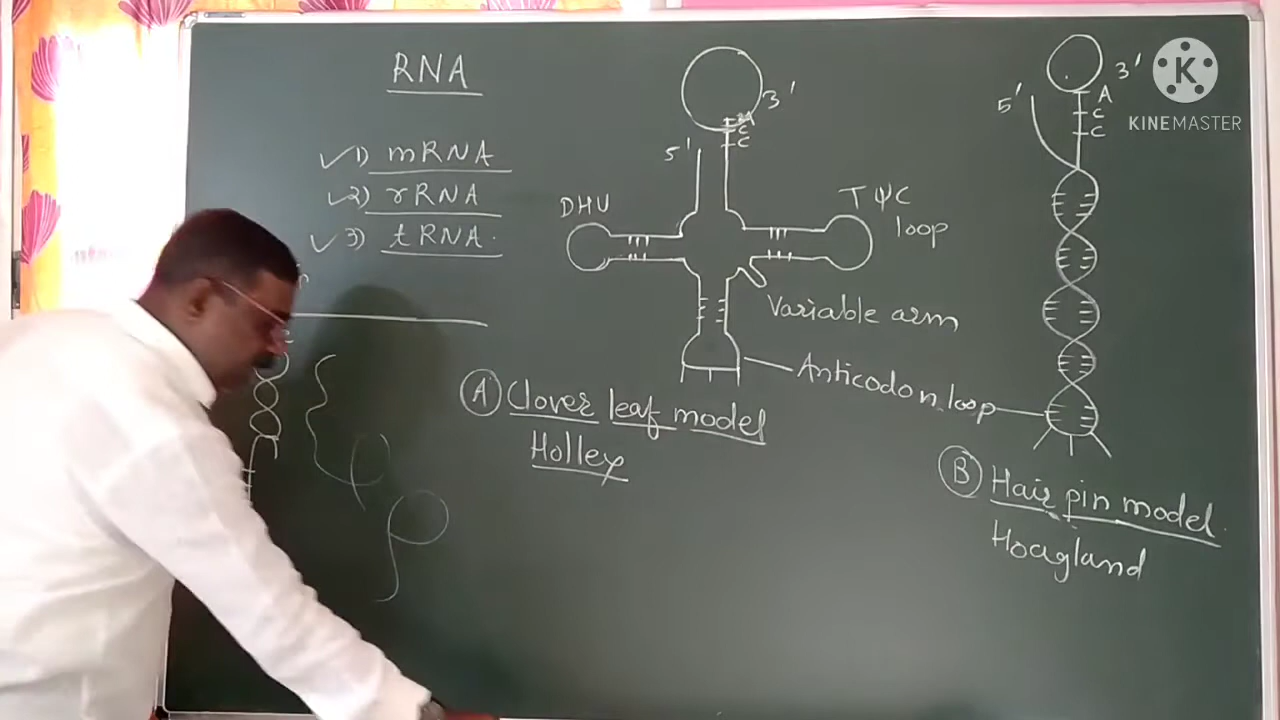 RNA
✓1) mRNA
✓2) rRNA
✓3) tRNA.
3'
A
C
C
5'
DHU
T ψ C
loop
Variable arm
Anticodon loop
A Clover leaf model
Holley
3'
5'
A
C
C
B Hair pin model.
Hoagland
K
KINEMASTER